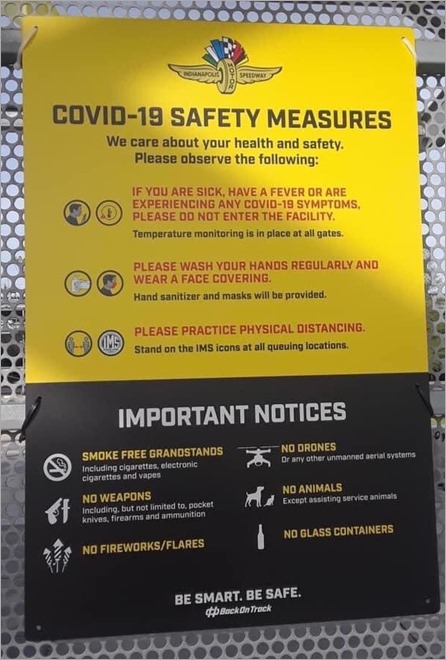 INDIANAPOLIS MOTOR SPEEDWAY
COVID-19 SAFETY MEASURES
We care about your health and safety.
Please observe the following:
IF YOU ARE SICK, HAVE A FEVER OR ARE
EXPERIENCING ANY COVID-19 SYMPTOMS,
PLEASE DO NOT ENTER THE FACILITY.
Temperature monitoring is in place at all gates.
PLEASE WASH YOUR HANDS REGULARLY AND
WEAR A FACE COVERING.
Hand sanitizer and masks will be provided.
IMS
PLEASE PRACTICE PHYSICAL DISTANCING.
Stand on the IMS icons at all queuing locations.
IMPORTANT NOTICES
SMOKE FREE GRANDSTANDS
Including cigarettes, electronic
cigarettes and vapes
NO WEAPONS
Including, but not limited to, pocket
knives, firearms and ammunition
NO FIREWORKS/FLARES
NO DRONES
Or any other unmanned aerial systems
NO ANIMALS
Except assisting service animals
NO GLASS CONTAINERS
BE SMART. BE SAFE.
BackOnTrack